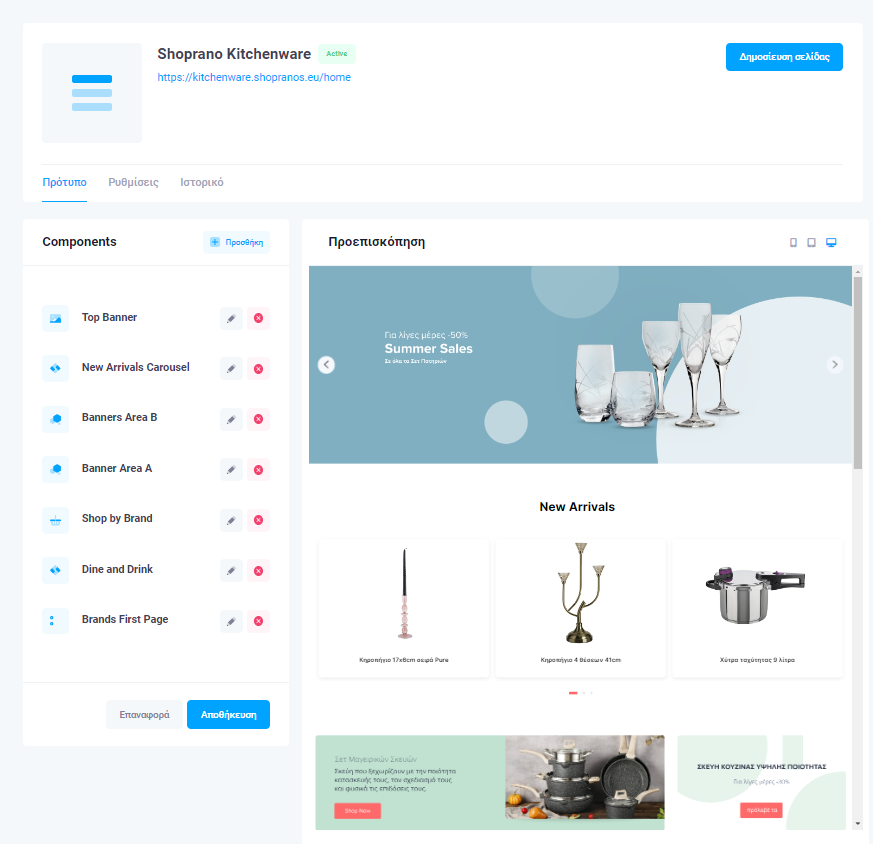 Shoprano Kitchenware Active
Δημοσίευση σελίδας
https://kitchenware.shopranos.eu/home
Πρότυπο Ρυθμίσεις Ιστορικό
Components Προσθήκη
Top Banner
New Arrivals Carousel
Banners Area B
Banner Area A
Shop by Brand
Dine and Drink
Brands First Page
Επαναφορά Αποθήκευση
Προεπισκόπηση
Για λίγες μέρες -50%
Summer Sales
Σε όλα τα Σετ Ποτηριών
New Arrivals
Κηροπήγιο 17x6cm σειρά Pure
Κηροπήγιο 4 θέσεων 41cm
Χύτρα ταχύτητας 9 λίτρα
Σετ Μαγειρικών Σκευών
Σκεύη που ξεχωρίζουν με την ποιότητα
κατασκευής τους, τον σχεδιασμό τους
και φυσικά τις επιδόσεις τους.
Shop Now
ΣΚΕΥΗ ΚΟΥΖΙΝΑΣ ΥΨΗΛΗΣ ΠΟΙΟΤΗΤΑΣ
Για λίγες μέρες -30%